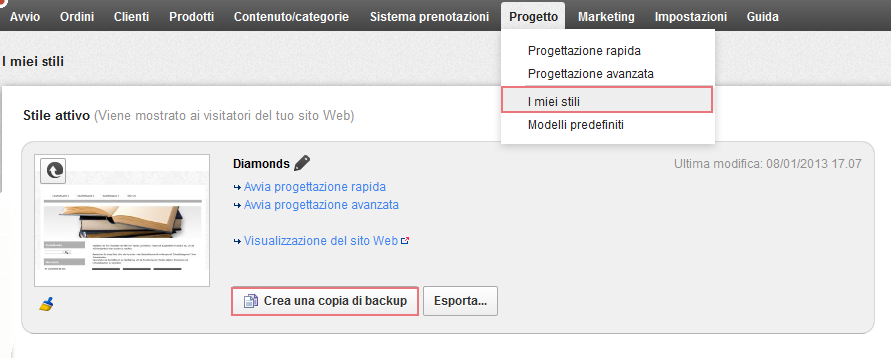 Avvio Ordini Clienti Prodotti Contenuto/categorie Sistema prenotazioni Progetto Marketing Impostazioni Guida
Progettazione rapida
Progettazione avanzata
I miei stili
Modelli predefiniti
I miei stili
Stile attivo (Viene mostrato ai visitatori del tuo sito Web)
Diamonds
Ultima modifica: 08/01/2013 17.07
Avvia progettazione rapida
Avvia progettazione avanzata
Visualizzazione del sito Web
Crea una copia di backup
Esporta...